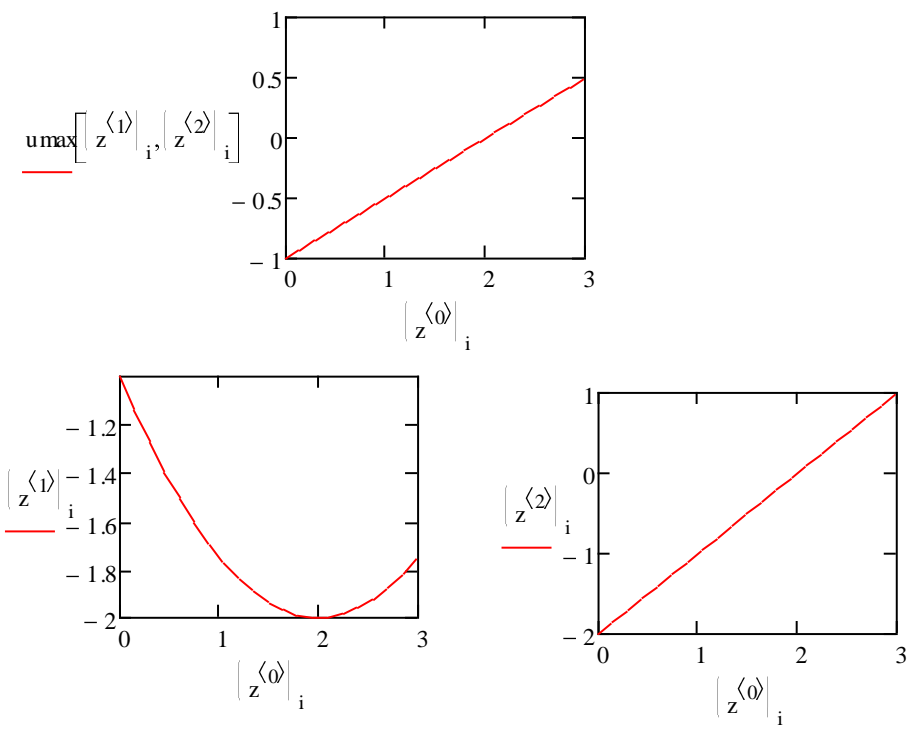 1
0.5
umax[(z⟨1⟩)i,(z⟨2⟩)i]
0
− 0.5
− 1
0 1 2 3
(z⟨0⟩)i
− 1.2
− 1.4
(z⟨1⟩)i
− 1.6
− 1.8
− 2
0 1 2 3
(z⟨0⟩)i
1
0
(z⟨2⟩)i
− 1
− 2
0 1 2 3
(z⟨0⟩)i